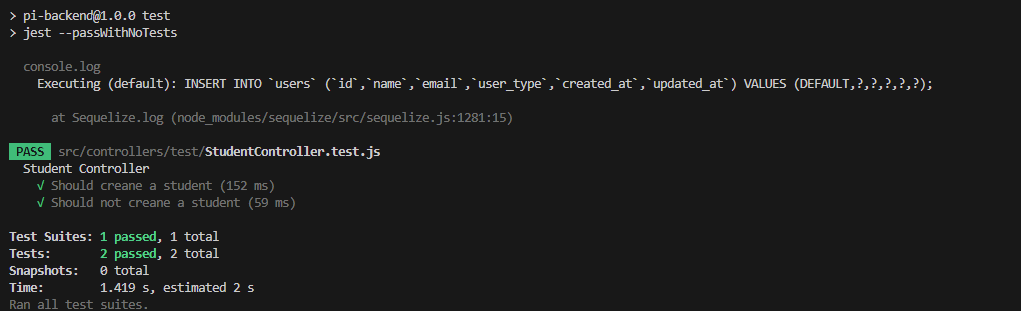 > pi-backend@1.0.0 test
> jest --passWithNoTests
console.log
Executing (default): INSERT INTO `users` (`id`,`name`,`email`,`user_type`,`created_at`,`updated_at`) VALUES (DEFAULT,?,?,?,?,?);
at Sequelize.log (node_modules/sequelize/src/sequelize.js:1281:15)
PASS src/controllers/test/StudentController.test.js
Student Controller
√ Should creane a student (152 ms)
√ Should not creane a student (59 ms)
Test Suites: 1 passed, 1 total
Tests: 2 passed, 2 total
Snapshots: 0 total
Time: 1.419 s, estimated 2 s
Ran all test suites.